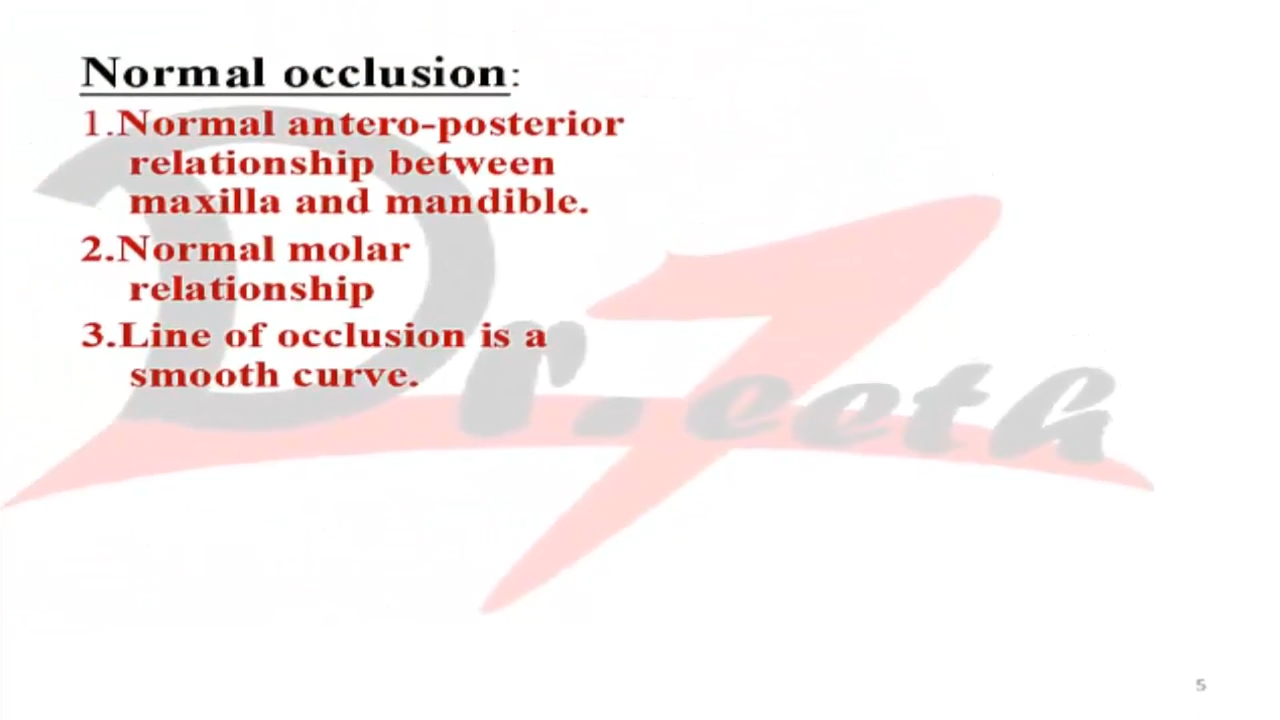 Normal occlusion:
1.Normal antero-posterior
relationship between
maxilla and mandible.
2.Normal molar
relationship
3.Line of occlusion is a
smooth curve.
Dr.Teeth
5